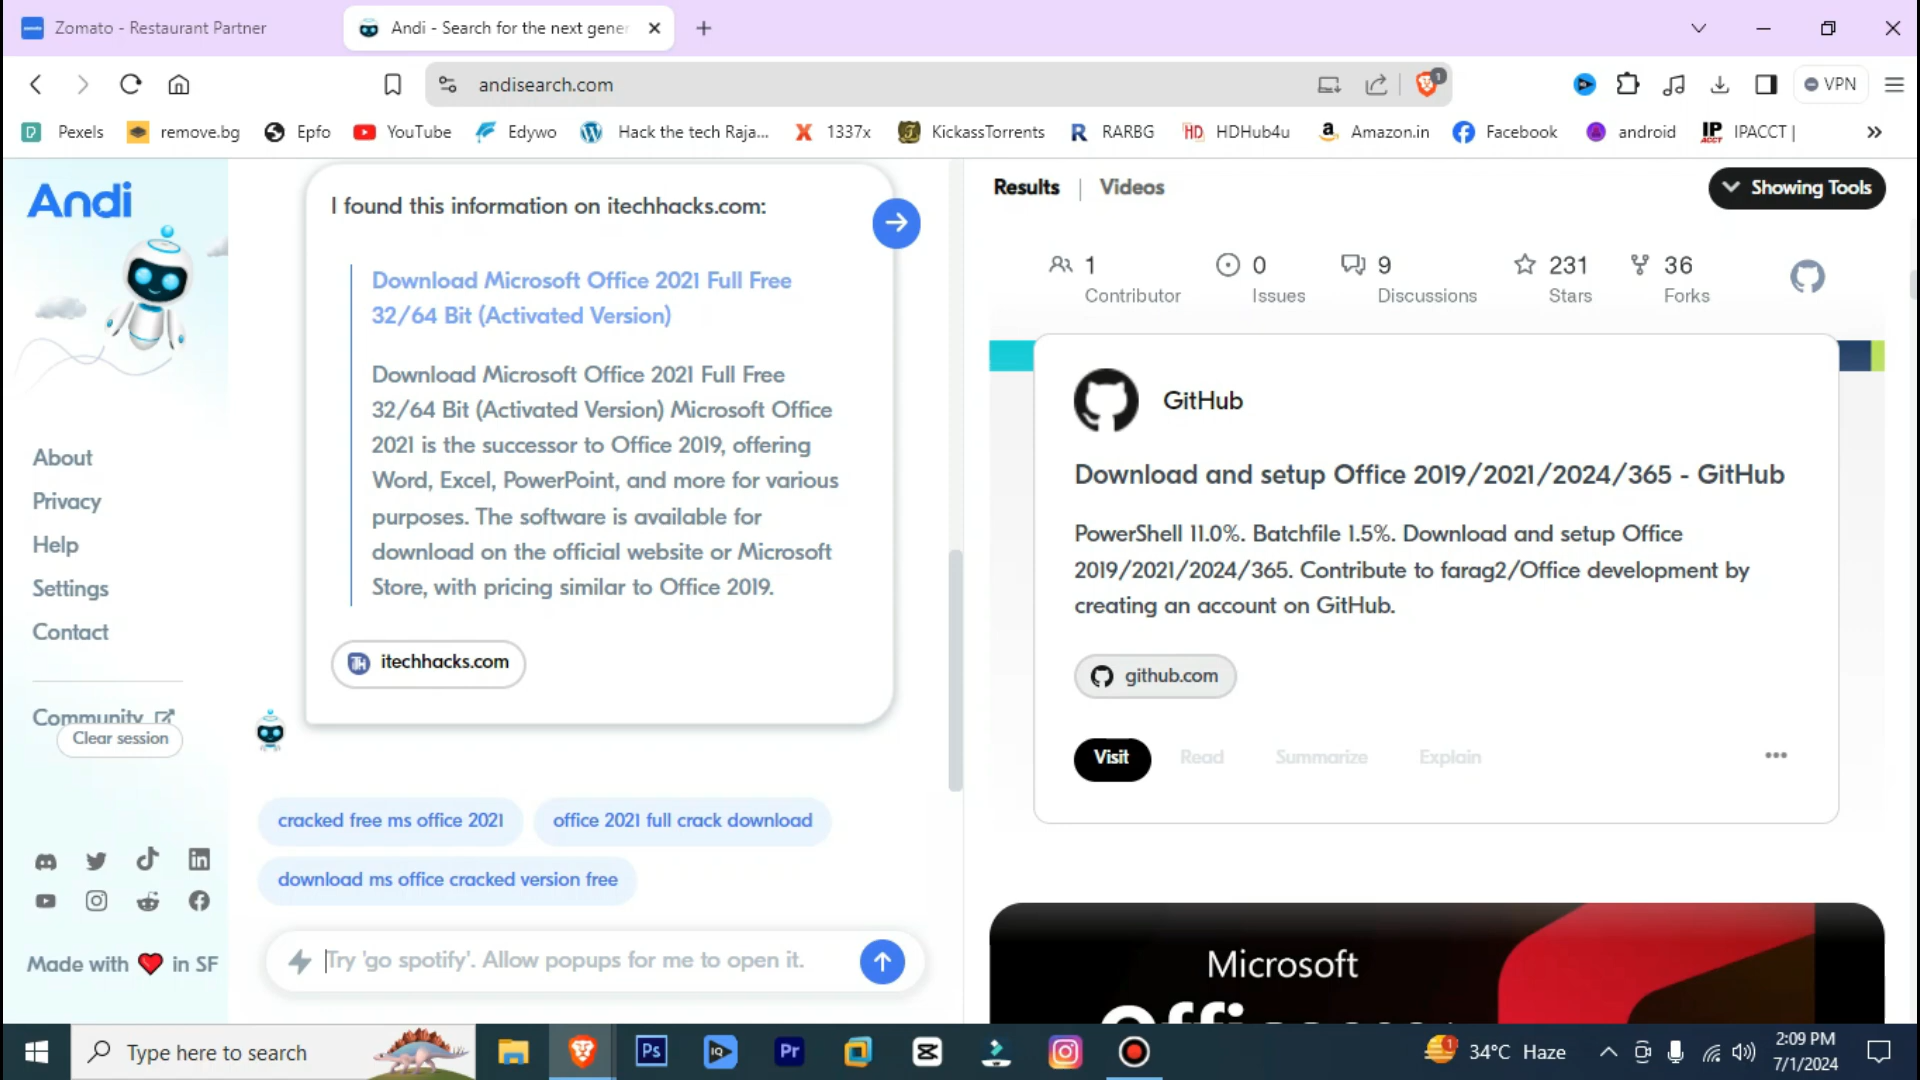 Zomato - Restaurant Partner
Andi - Search for the next gener
andisearch.com
1
VPN
Pexels
remove.bg
Epfo
YouTube
Edywo
Hack the tech Raja...
1337x
KickassTorrents
RARBG
HDHub4u
Amazon.in
Facebook
android
IPACCT |
Andi
About
Privacy
Help
Settings
Contact
Community
Clear session
Made with ❤ in SF
I found this information on itechhacks.com:
Download Microsoft Office 2021 Full Free
32/64 Bit (Activated Version)
Download Microsoft Office 2021 Full Free
32/64 Bit (Activated Version) Microsoft Office
2021 is the successor to Office 2019, offering
Word, Excel, PowerPoint, and more for various
purposes. The software is available for
download on the official website or Microsoft
Store, with pricing similar to Office 2019.
itechhacks.com
cracked free ms office 2021
office 2021 full crack download
download ms office cracked version free
Try 'go spotify'. Allow popups for me to open it.
Results | Videos
Showing Tools
1
Contributor
0
Issues
9
Discussions
231
Stars
36
Forks
GitHub
Download and setup Office 2019/2021/2024/365 - GitHub
PowerShell 11.0%. Batchfile 1.5%. Download and setup Office
2019/2021/2024/365. Contribute to farag2/Office development by
creating an account on GitHub.
github.com
Visit
Read
Summarize
Explain
Microsoft
Type here to search
Ps
IQ
Pr
1
34°C Haze
2:09 PM
7/1/2024